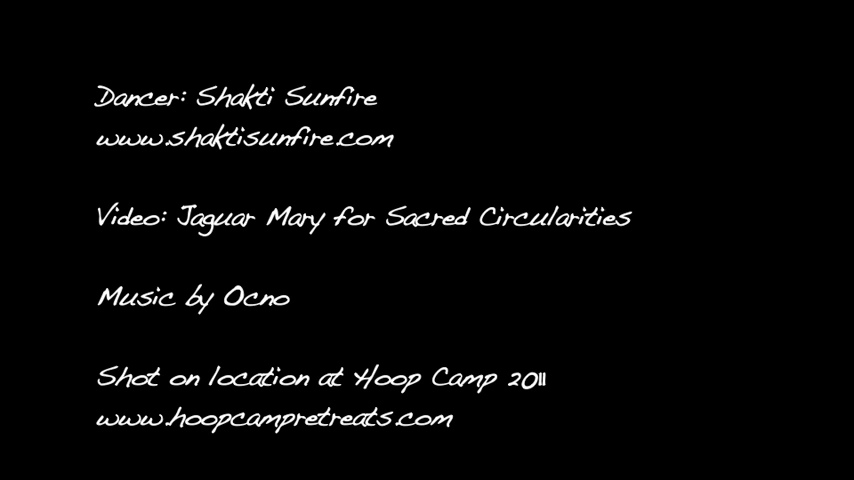 Dancer: Shakti Sunfire
www.shaktisunfire.com
Video: Jaguar Mary for Sacred Circularities
Music by Ocno
Shot on location at Hoop Camp 2011
www.hoopcampretreats.com